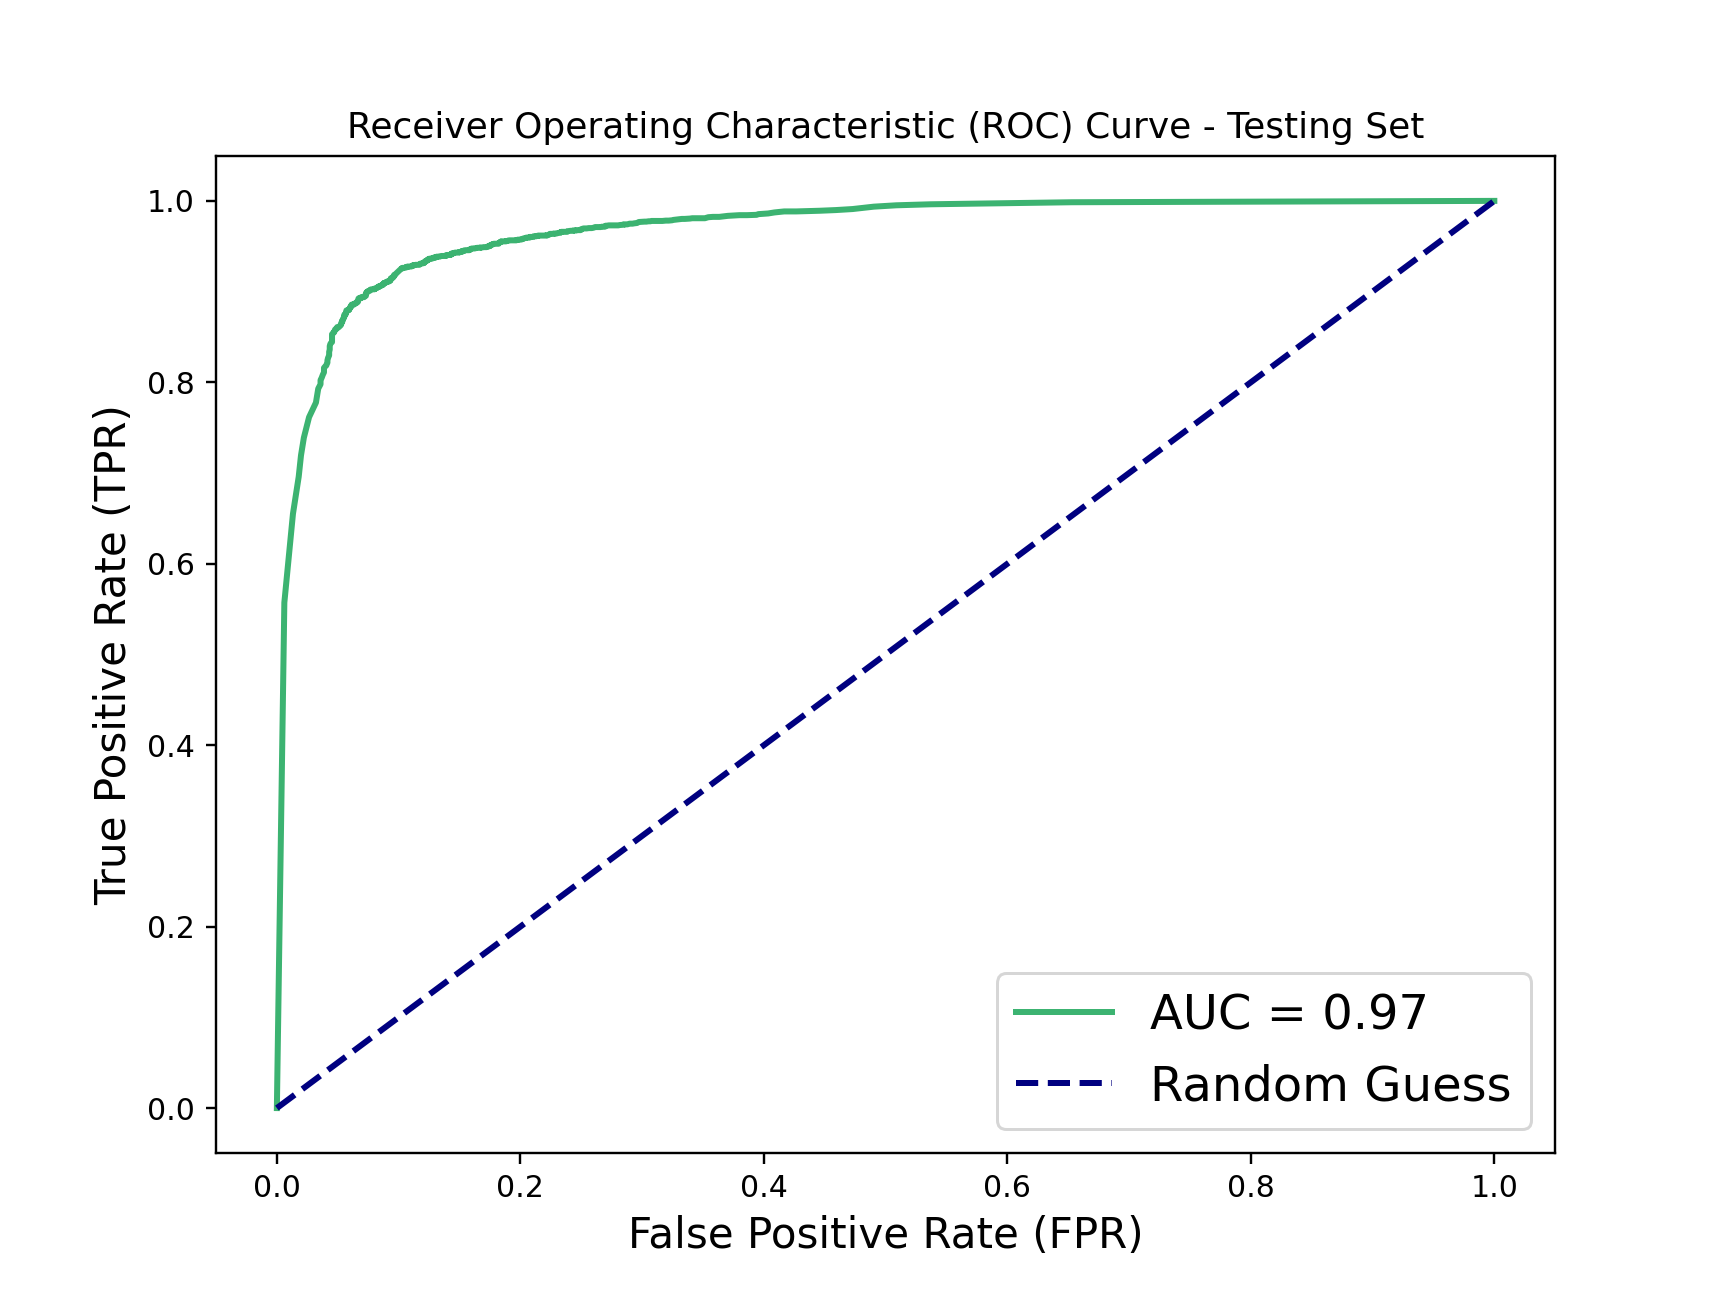 Receiver Operating Characteristic (ROC) Curve - Testing Set
True Positive Rate (TPR)
1.0
0.8
0.6
0.4
0.2
0.0
AUC = 0.97
Random Guess
0.0 0.2 0.4 0.6 0.8 1.0
False Positive Rate (FPR)